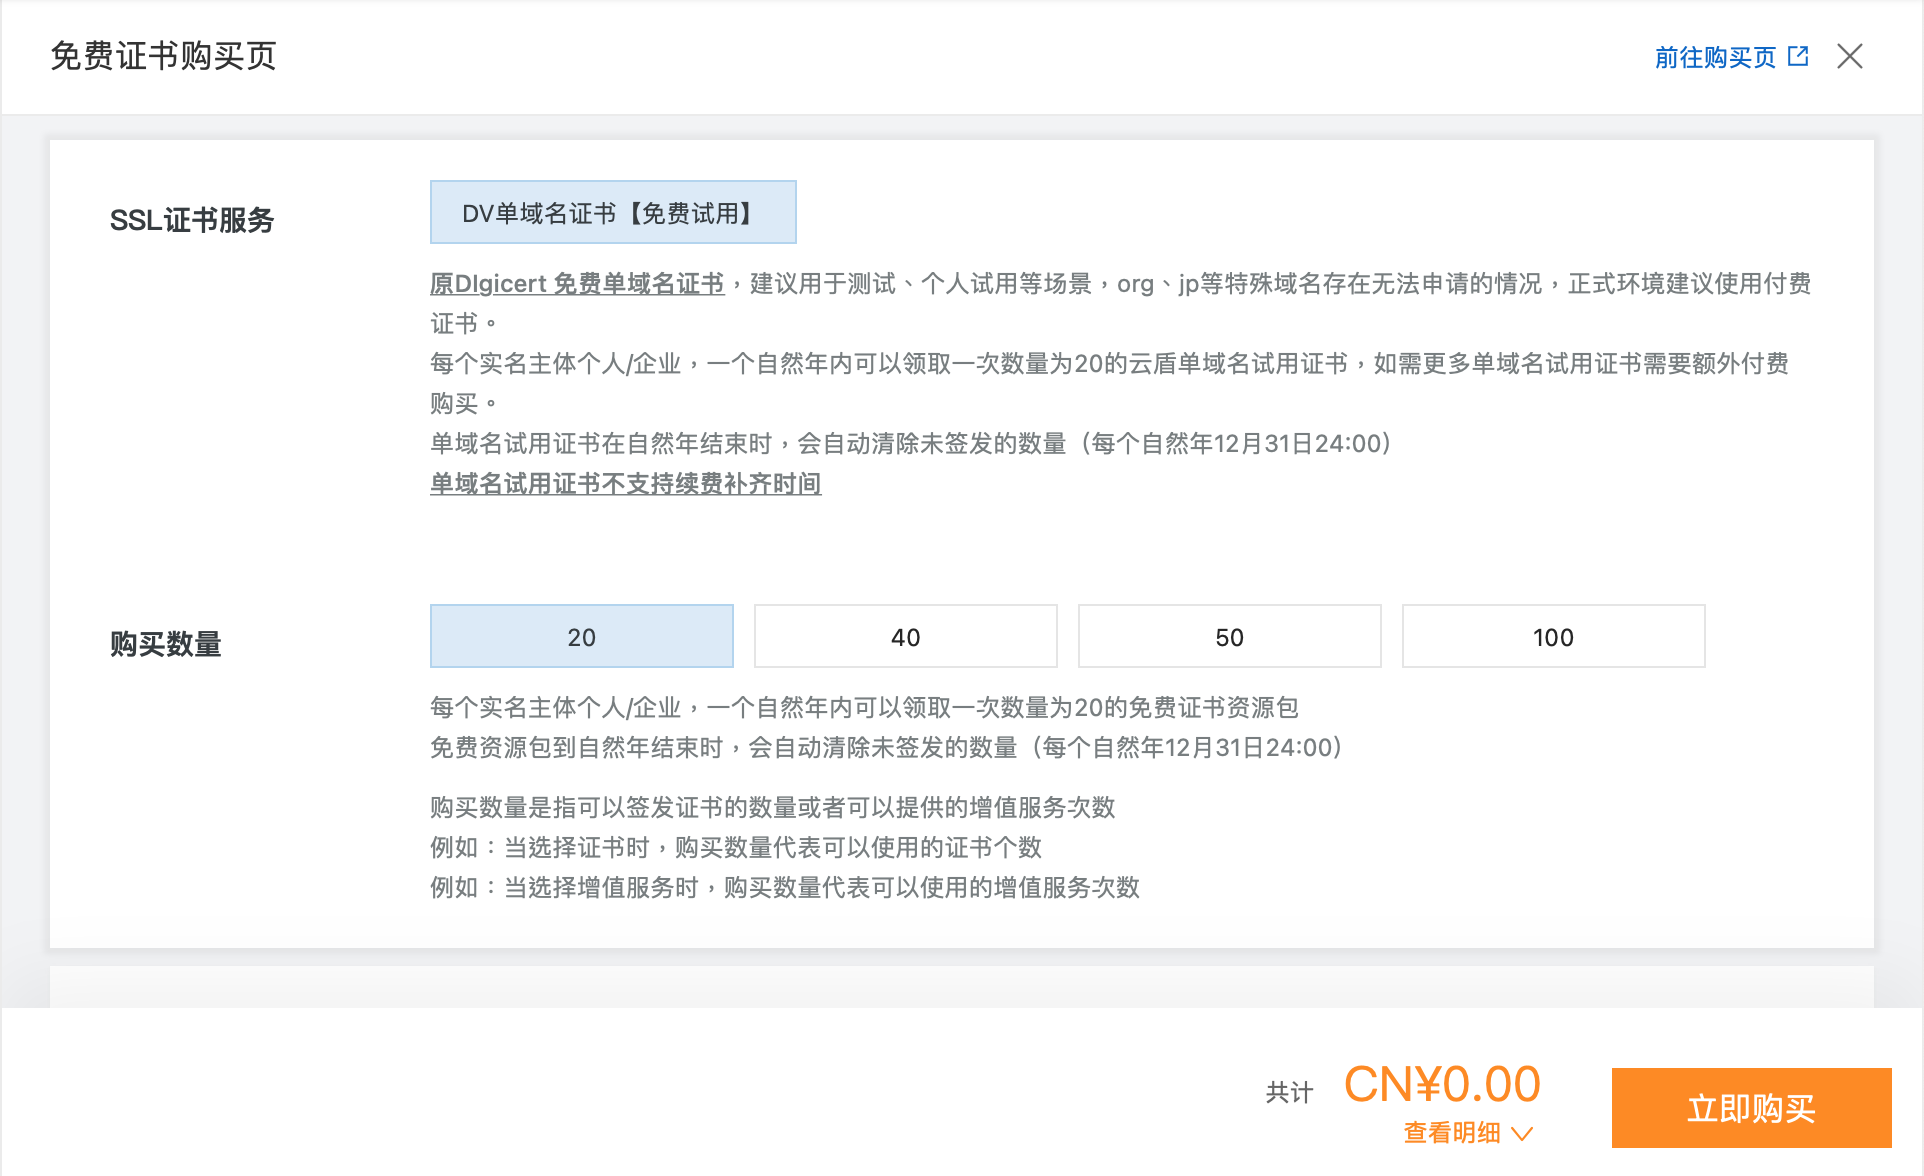 免费证书购买页
前往购买页
SSL证书服务
DV单域名证书【免费试用】
原DIgicert 免费单域名证书，建议用于测试、个人试用等场景，org、jp等特殊域名存在无法申请的情况，正式环境建议使用付费
证书。
每个实名主体个人/企业，一个自然年内可以领取一次数量为20的云盾单域名试用证书，如需更多单域名试用证书需要额外付费
购买。
单域名试用证书在自然年结束时，会自动清除未签发的数量（每个自然年12月31日24:00）
单域名试用证书不支持续费补齐时间
购买数量
20
40
50
100
每个实名主体个人/企业，一个自然年内可以领取一次数量为20的免费证书资源包
免费资源包到自然年结束时，会自动清除未签发的数量（每个自然年12月31日24:00）
购买数量是指可以签发证书的数量或者可以提供的增值服务次数
例如：当选择证书时，购买数量代表可以使用的证书个数
例如：当选择增值服务时，购买数量代表可以使用的增值服务次数
共计
CN¥0.00
查看明细
立即购买